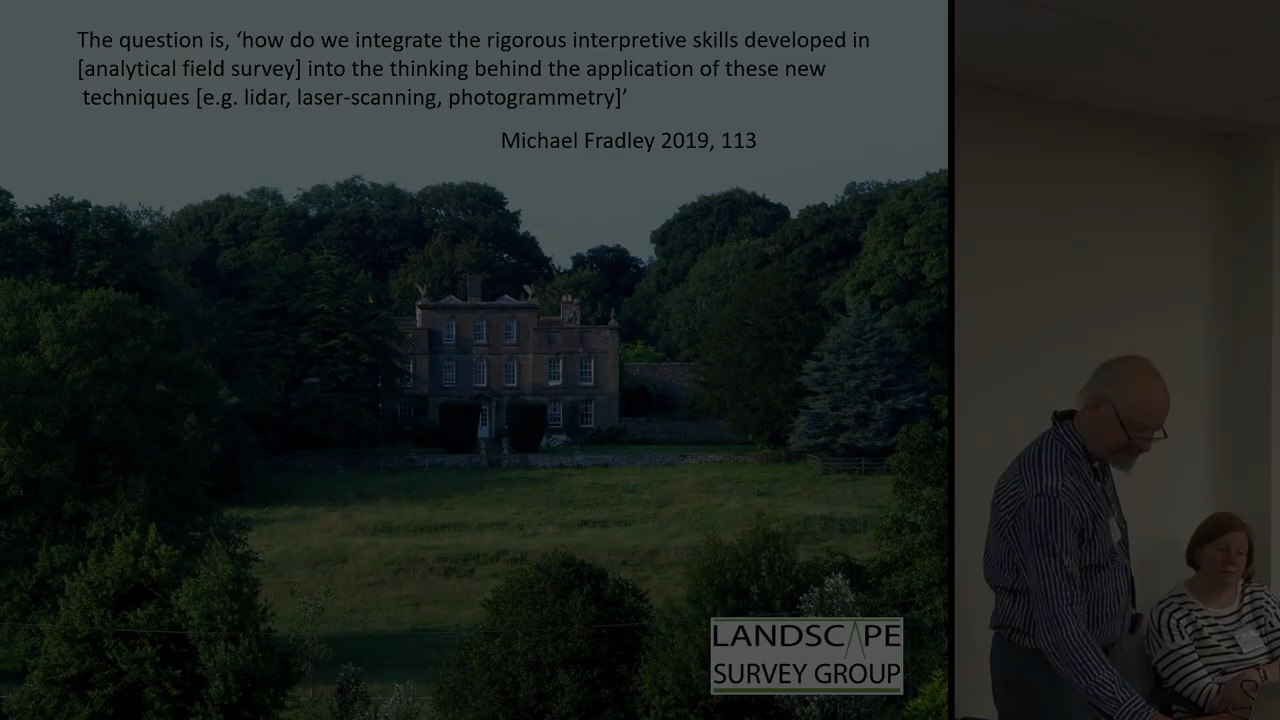 The question is, ‘how do we integrate the rigorous interpretive skills developed in
[analytical field survey] into the thinking behind the application of these new
techniques [e.g. lidar, laser-scanning, photogrammetry]’
Michael Fradley 2019, 113
LANDSCAPE
SURVEY GROUP